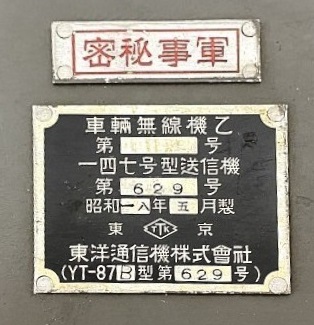 密秘事軍
車輛無線機乙
第 号
一四七号型送信機
第 629 号
昭和一八年五月製
東 YTK 京
東洋通信機株式會社
(YT-87B型第629号)